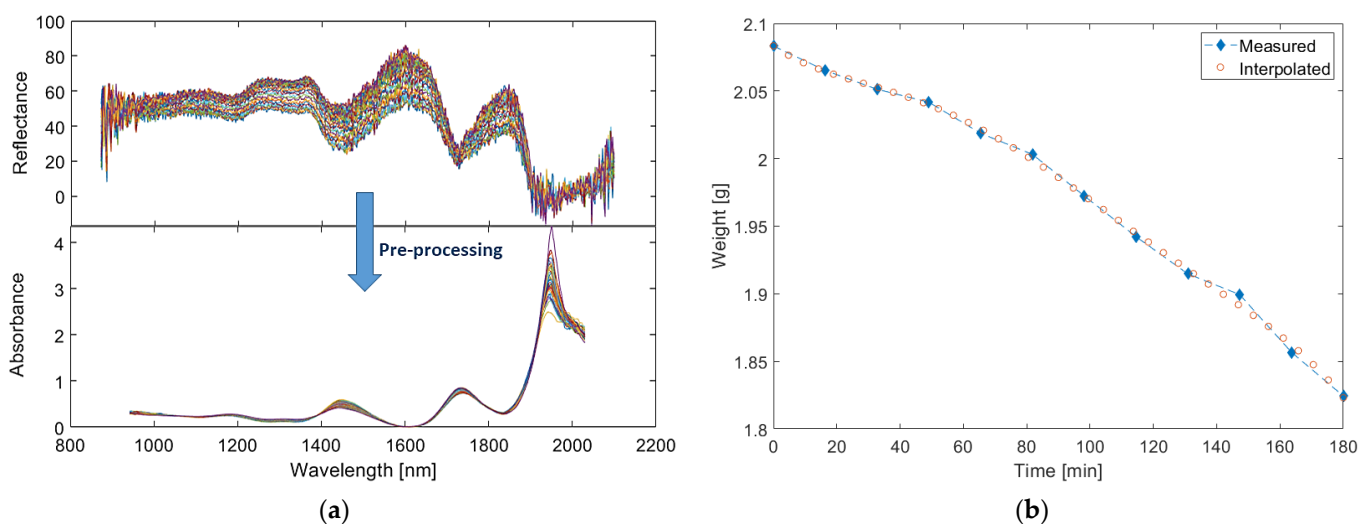 100
80
60
40
20
0
Reflectance
Pre-processing
4
3
2
1
0
Absorbance
800 1000 1200 1400 1600 1800 2000 2200
Wavelength [nm]
(a)
2.1
2.05
2
1.95
1.9
1.85
1.8
Weight [g]
Measured
Interpolated
0 20 40 60 80 100 120 140 160 180
Time [min]
(b)